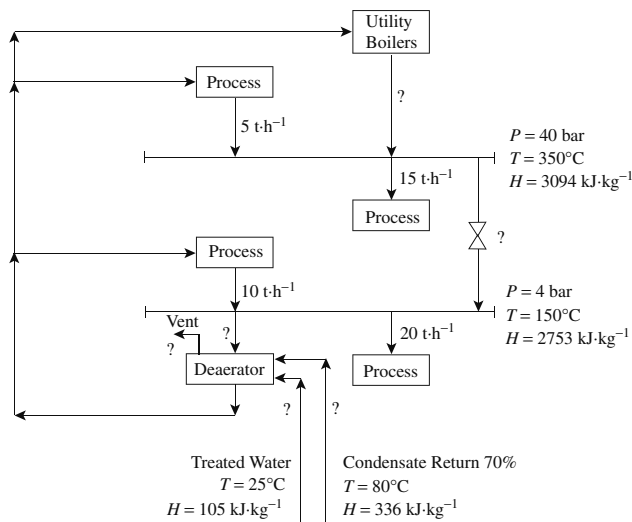 Utility
Boilers
Process
?
5 t·h⁻¹
P = 40 bar
T = 350°C
H = 3094 kJ·kg⁻¹
15 t·h⁻¹
Process
?
Process
10 t·h⁻¹
P = 4 bar
T = 150°C
H = 2753 kJ·kg⁻¹
Vent
?
?
20 t·h⁻¹
Deaerator
Process
?
?
Treated Water
T = 25°C
H = 105 kJ·kg⁻¹
Condensate Return 70%
T = 80°C
H = 336 kJ·kg⁻¹